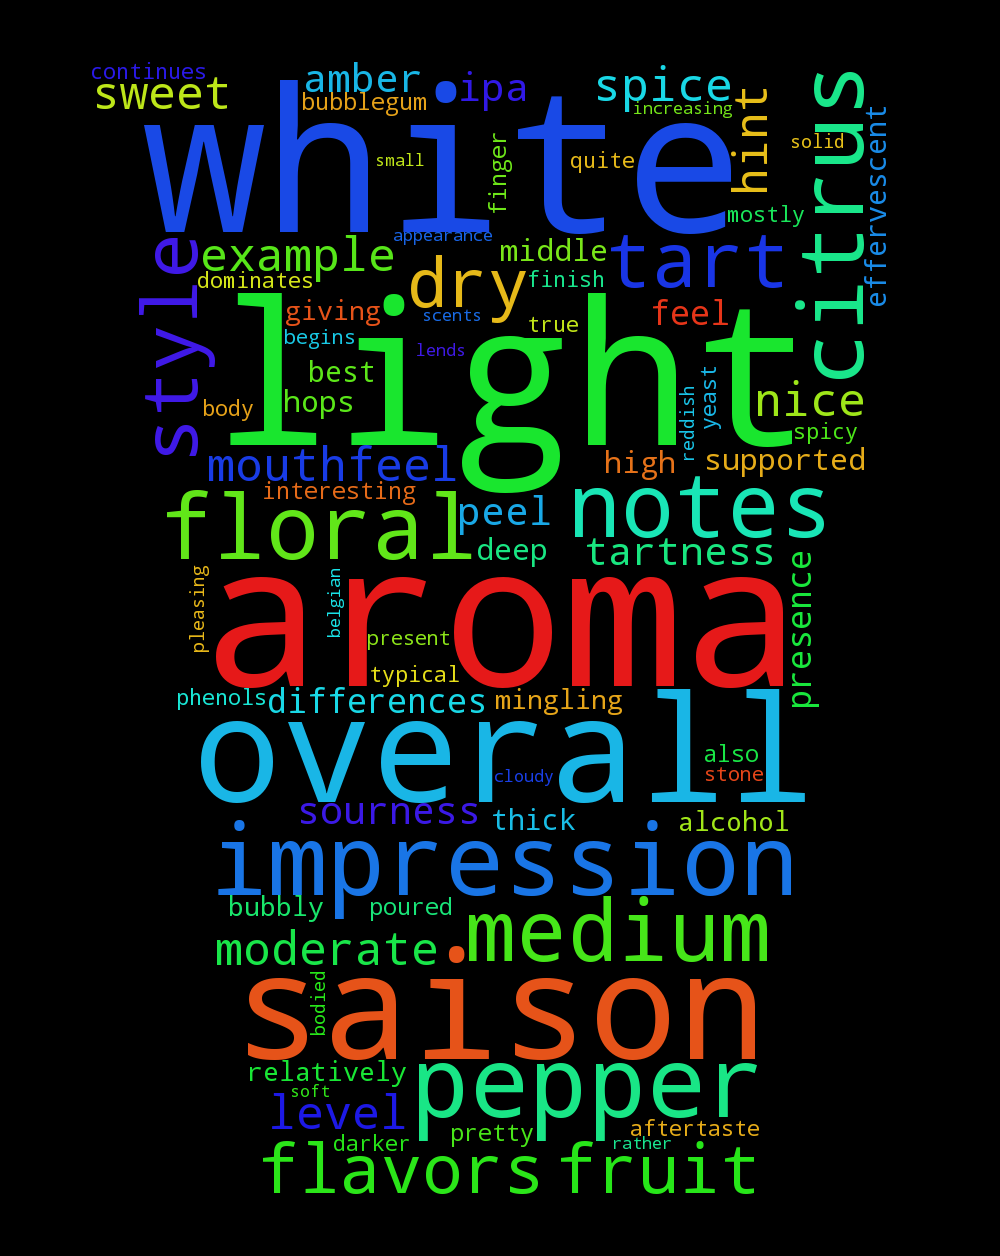 continues
sweet
amber
bubblegum
ipa
spice
increasing
hint
solid
citrus
effervescent
white
small
finger
quite
mostly
appearance
style
example
dominates
middle
finish
tart
dry
giving
scents
true
feel
begins
lends
light
best
hops
body
reddish
yeast
nice
spicy
mouthfeel
high
supported
interesting
floral
peel
notes
deep
tartness
presence
pleasing
belgian
aroma
present
typical
phenols
differences
mingling
overall
cloudy
also
stone
sourness
thick
alcohol
impression
bubbly
poured
medium
moderate
saison
bodied
relatively
soft
pepper
level
aftertaste
pretty
darker
rather
flavors
fruit